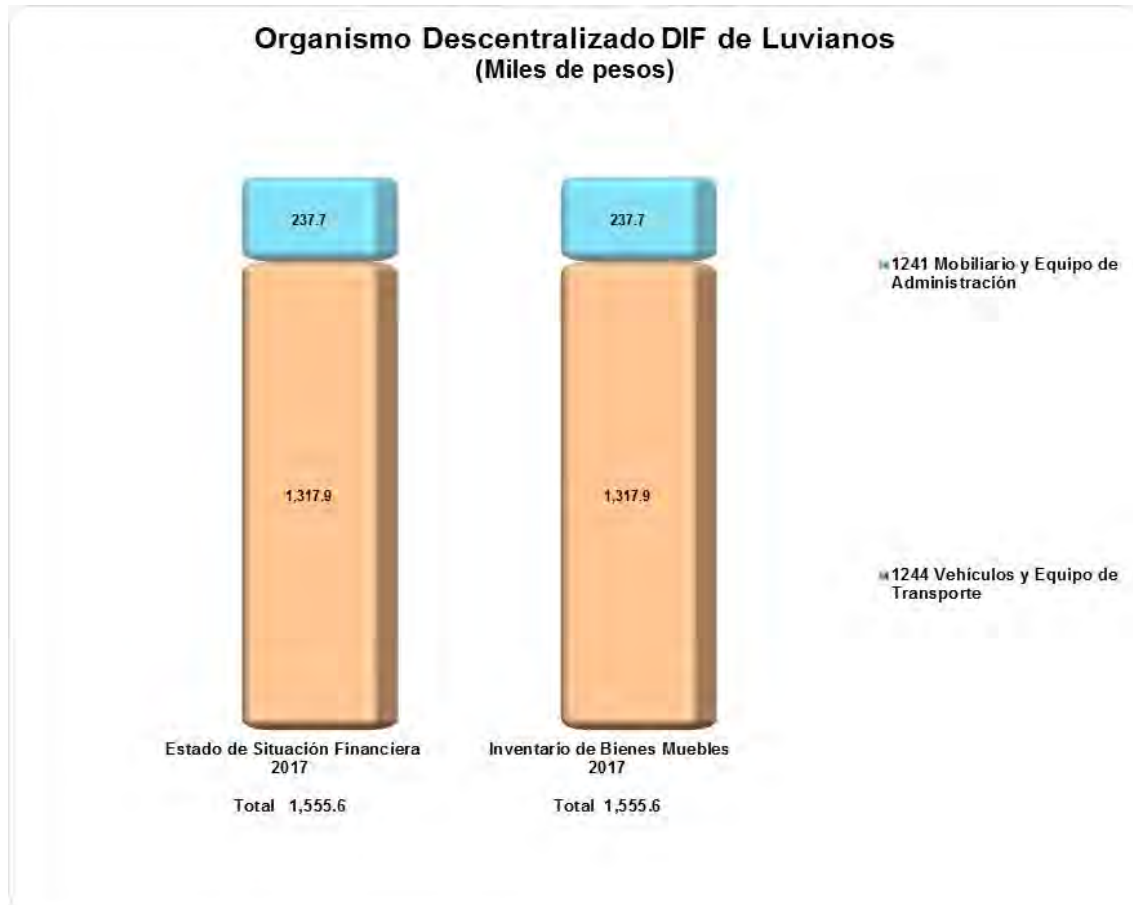 Organismo Descentralizado DIF de Luvianos
(Miles de pesos)
237.7
237.7
1241 Mobiliario y Equipo de
Administración
1,317.9
1,317.9
1244 Vehículos y Equipo de
Transporte
Estado de Situación Financiera
2017
Inventario de Bienes Muebles
2017
Total 1,555.6
Total 1,555.6